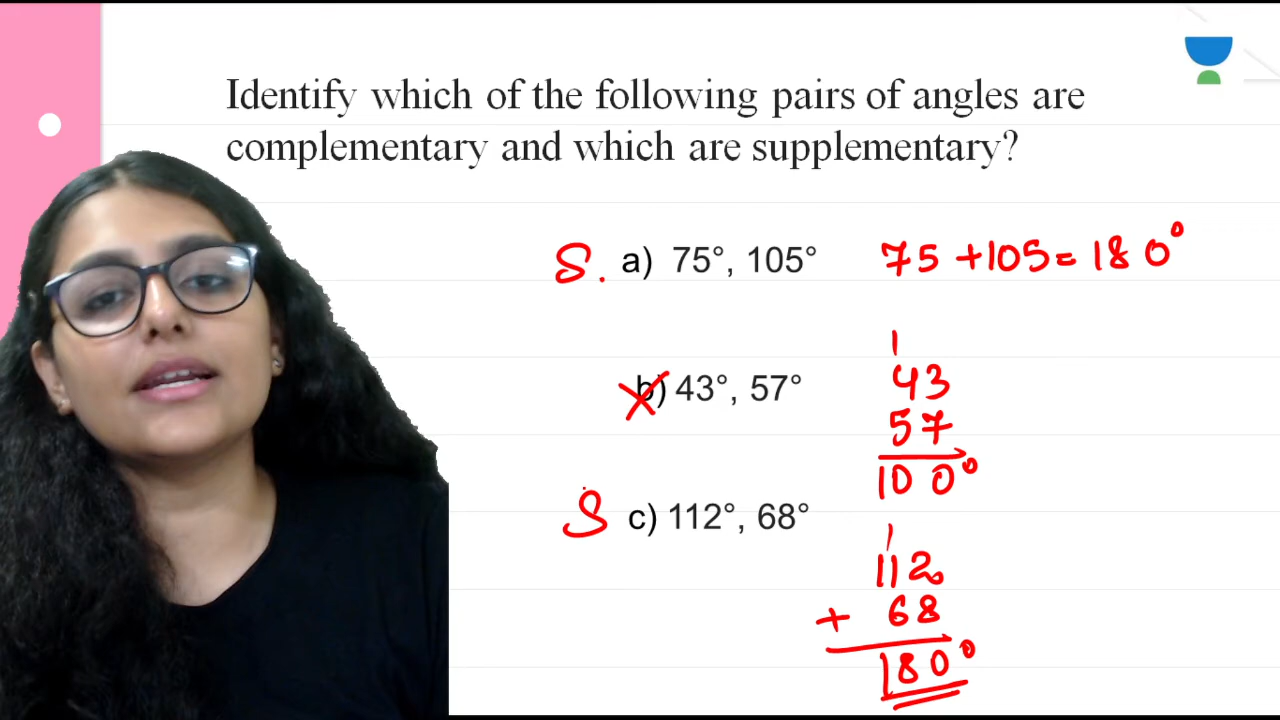 Identify which of the following pairs of angles are
complementary and which are supplementary?
S. a) 75°, 105° 75 +105= 180°
1
b) 43°, 57° 43
57
100°
S c) 112°, 68°
1
112
+ 68
180°